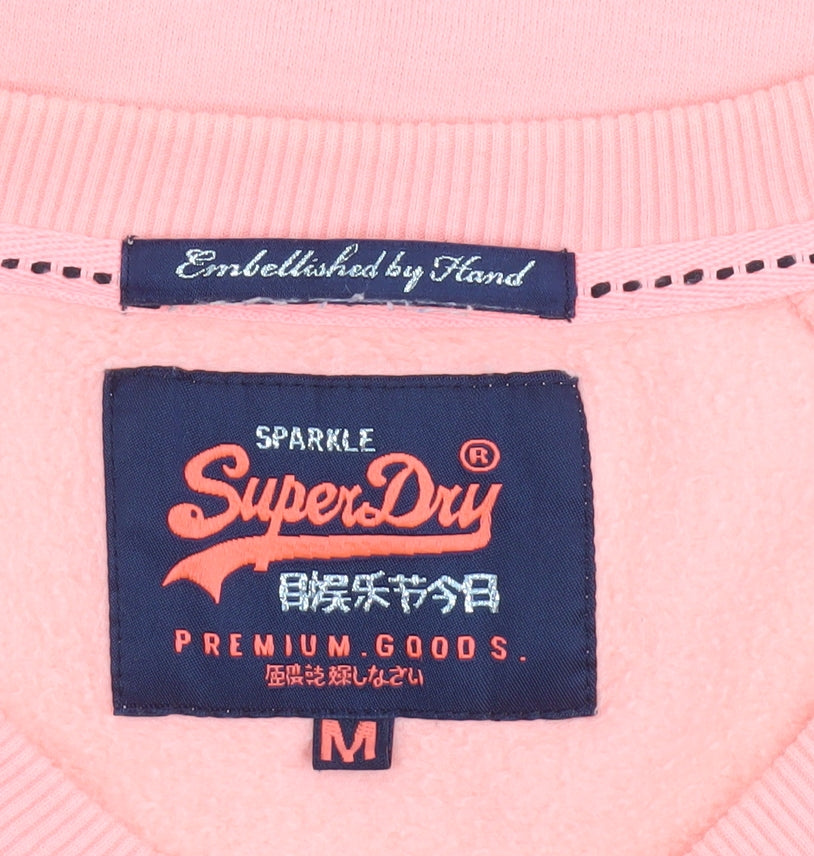 Embellished by Hand
SPARKLE
SuperDry®
目娱乐节今日
PREMIUM.GOODS.
極度乾燥しなさい
M